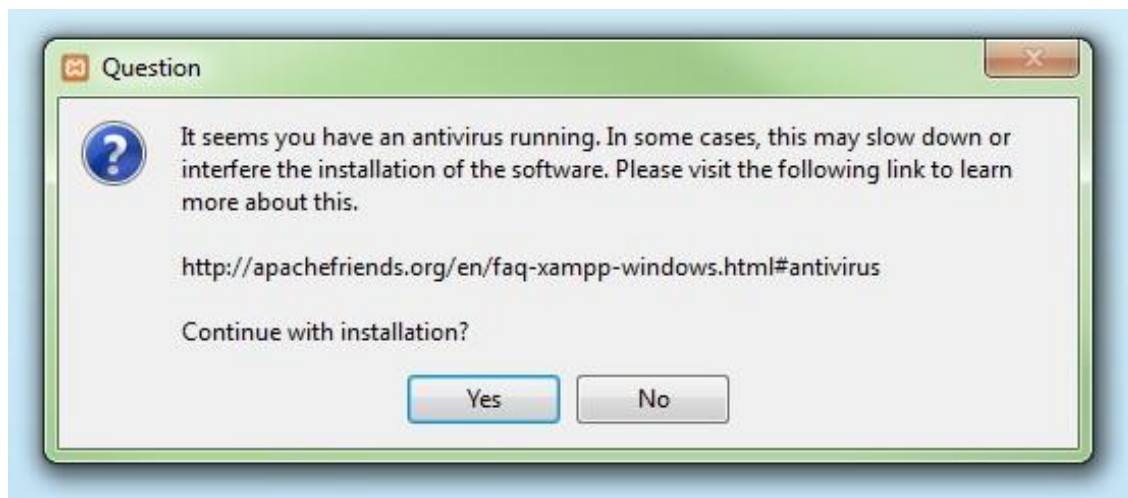 Question
It seems you have an antivirus running. In some cases, this may slow down or
interfere the installation of the software. Please visit the following link to learn
more about this.
http://apachefriends.org/en/faq-xampp-windows.html#antivirus
Continue with installation?
Yes No